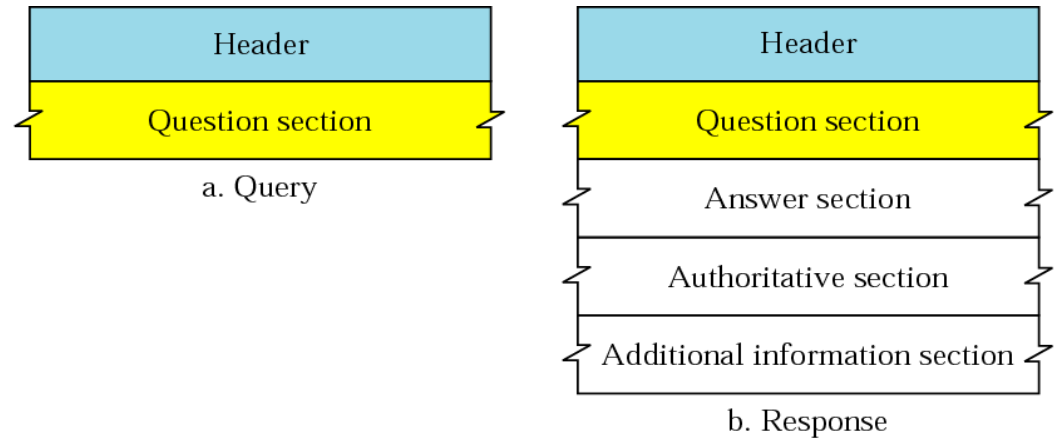 Header
Question section
a. Query
Header
Question section
Answer section
Authoritative section
Additional information section
b. Response